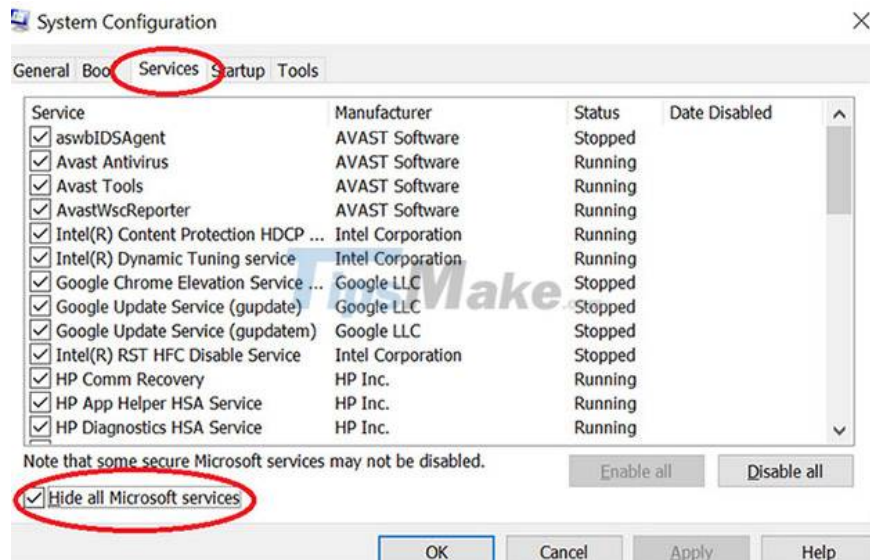 System Configuration
General Boo Services Startup Tools
Service Manufacturer Status Date Disabled
aswbIDSAgent AVAST Software Stopped
Avast Antivirus AVAST Software Running
Avast Tools AVAST Software Running
AvastWscReporter AVAST Software Running
Intel(R) Content Protection HDCP ... Intel Corporation Running
Intel(R) Dynamic Tuning service Intel Corporation Running
Google Chrome Elevation Service ... Google LLC Stopped
Google Update Service (gupdate) Google LLC Stopped
Google Update Service (gupdatem) Google LLC Stopped
Intel(R) RST HFC Disable Service Intel Corporation Stopped
HP Comm Recovery HP Inc. Running
HP App Helper HSA Service HP Inc. Running
HP Diagnostics HSA Service HP Inc. Running
TipsMake.com
Note that some secure Microsoft services may not be disabled.
Enable all Disable all
Hide all Microsoft services
OK Cancel Apply Help